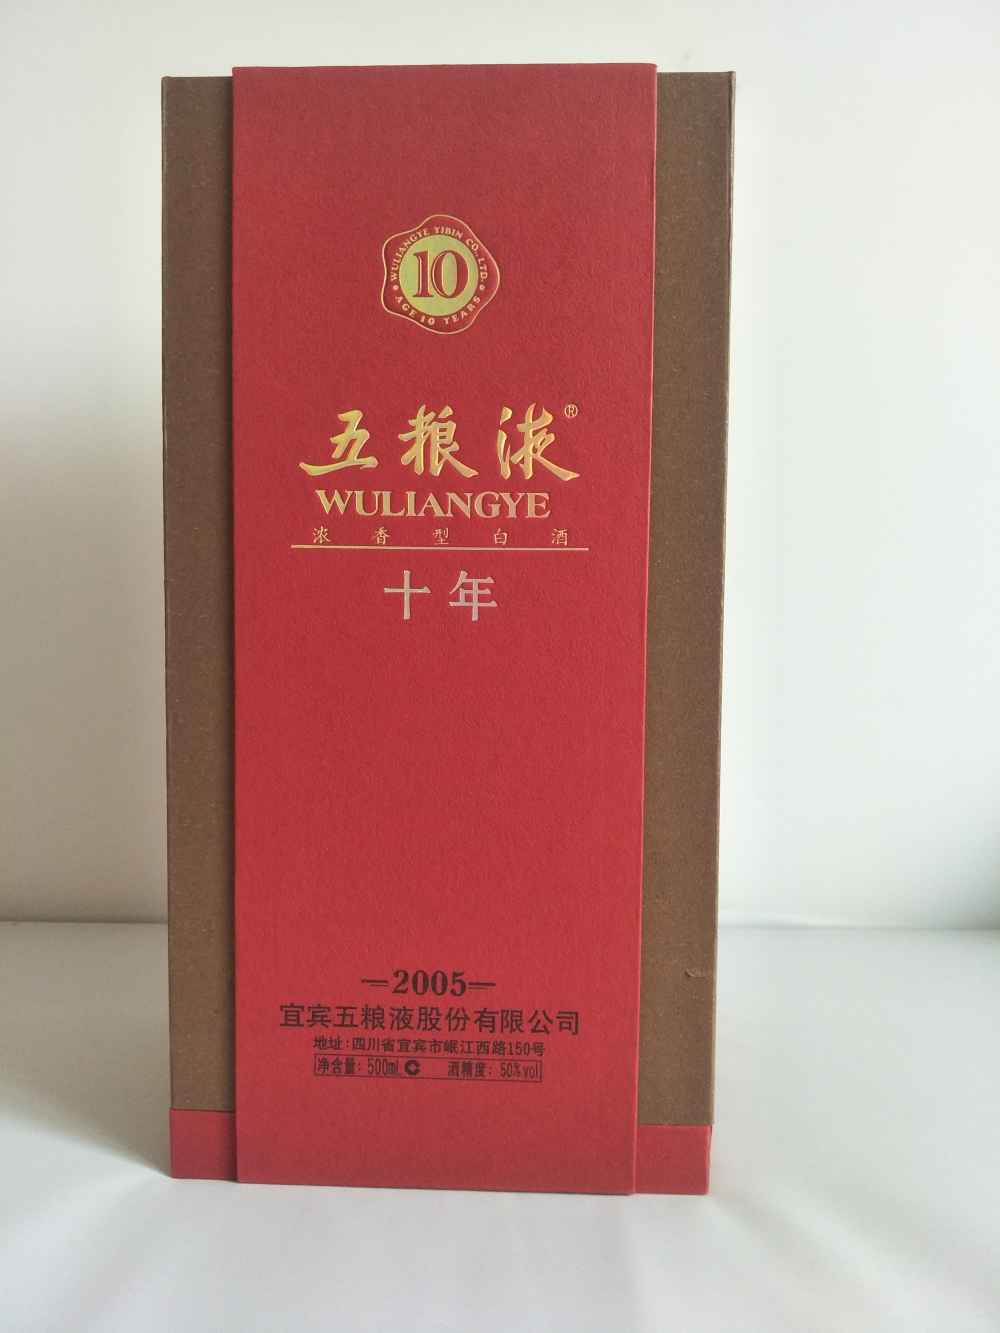 WULIANGYE YIBIN CO., LTD.
10
AGE 10 YEARS
五粮液®
WULIANGYE
浓香型白酒
十年
—2005—
宜宾五粮液股份有限公司
地址:四川省宜宾市岷江西路150号
净含量: 500ml C 酒精度: 50%vol